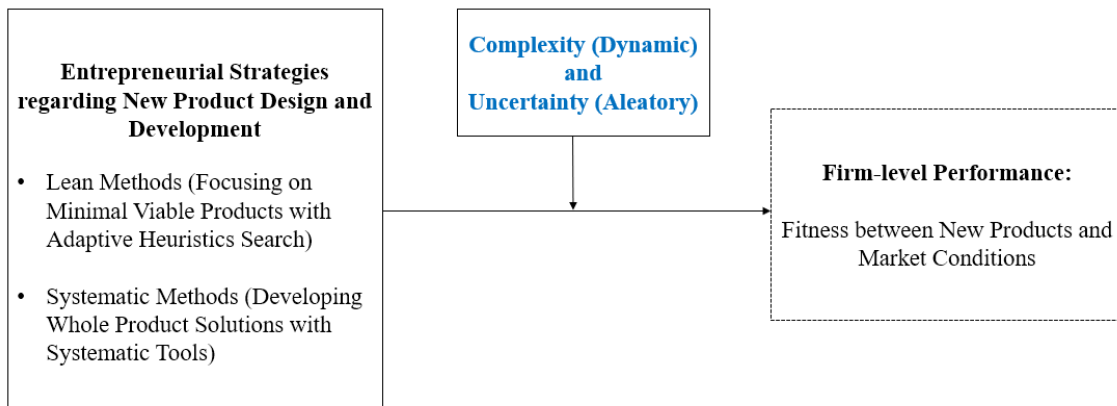 Entrepreneurial Strategies
regarding New Product Design and
Development
• Lean Methods (Focusing on
Minimal Viable Products with
Adaptive Heuristics Search)
• Systematic Methods (Developing
Whole Product Solutions with
Systematic Tools)
Complexity (Dynamic)
and
Uncertainty (Aleatory)
Firm-level Performance:
Fitness between New Products and
Market Conditions